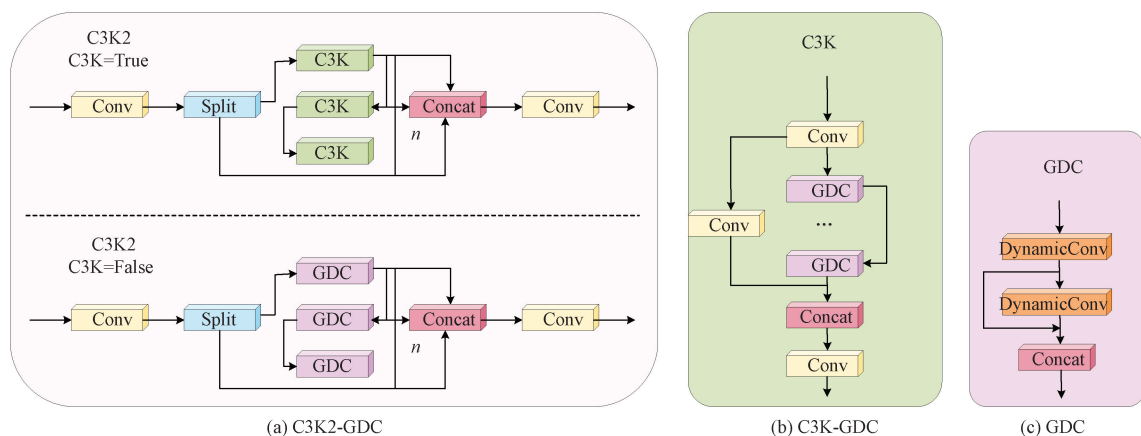 C3K2
C3K=True
Conv
Split
C3K
C3K
C3K
n
Concat
Conv
C3K2
C3K=False
Conv
Split
GDC
GDC
GDC
n
Concat
Conv
(a) C3K2-GDC
C3K
Conv
GDC
Conv
...
GDC
Concat
Conv
(b) C3K-GDC
GDC
DynamicConv
DynamicConv
Concat
(c) GDC